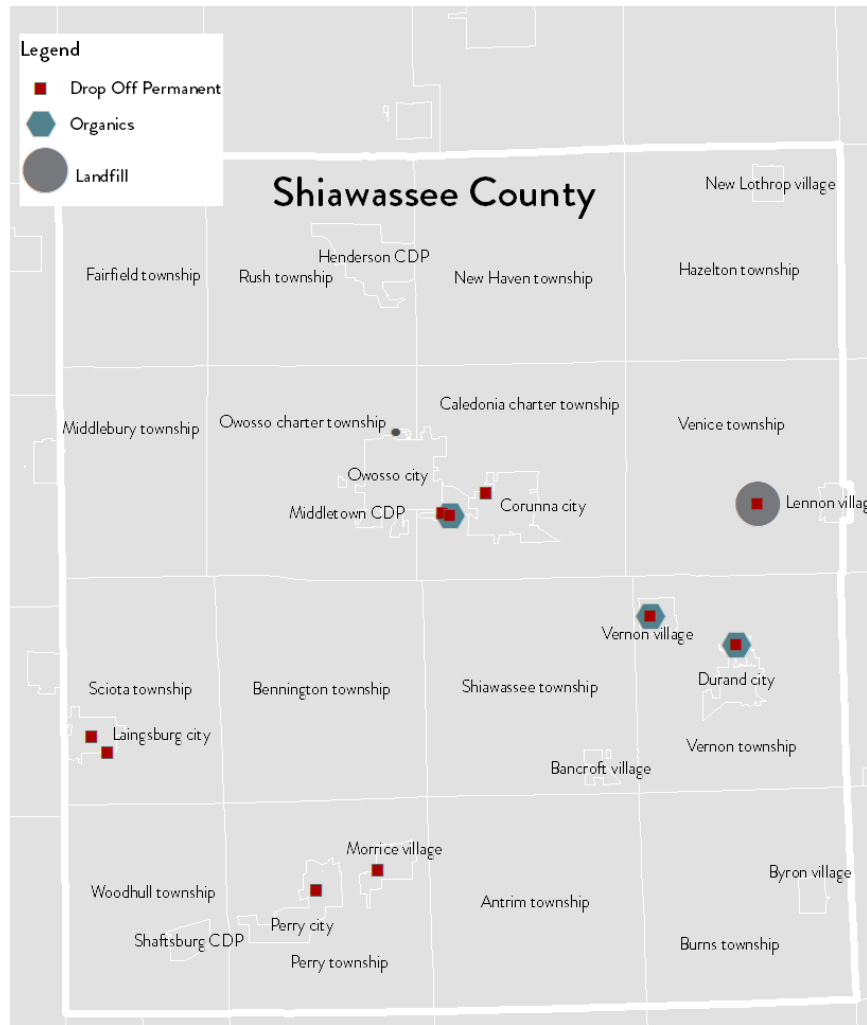 Legend
Drop Off Permanent
Organics
Landfill
Shiawassee County
New Lothrop village
Henderson CDP
Fairfield township
Rush township
New Haven township
Hazelton township
Middlebury township
Owosso charter township
Caledonia charter township
Venice township
Owosso city
Middletown CDP
Corunna city
Lennon villag
Vernon village
Durand city
Sciota township
Bennington township
Shiawassee township
Laingsburg city
Vernon township
Bancroft village
Morrice village
Byron village
Woodhull township
Antrim township
Perry city
Shaftsburg CDP
Burns township
Perry township